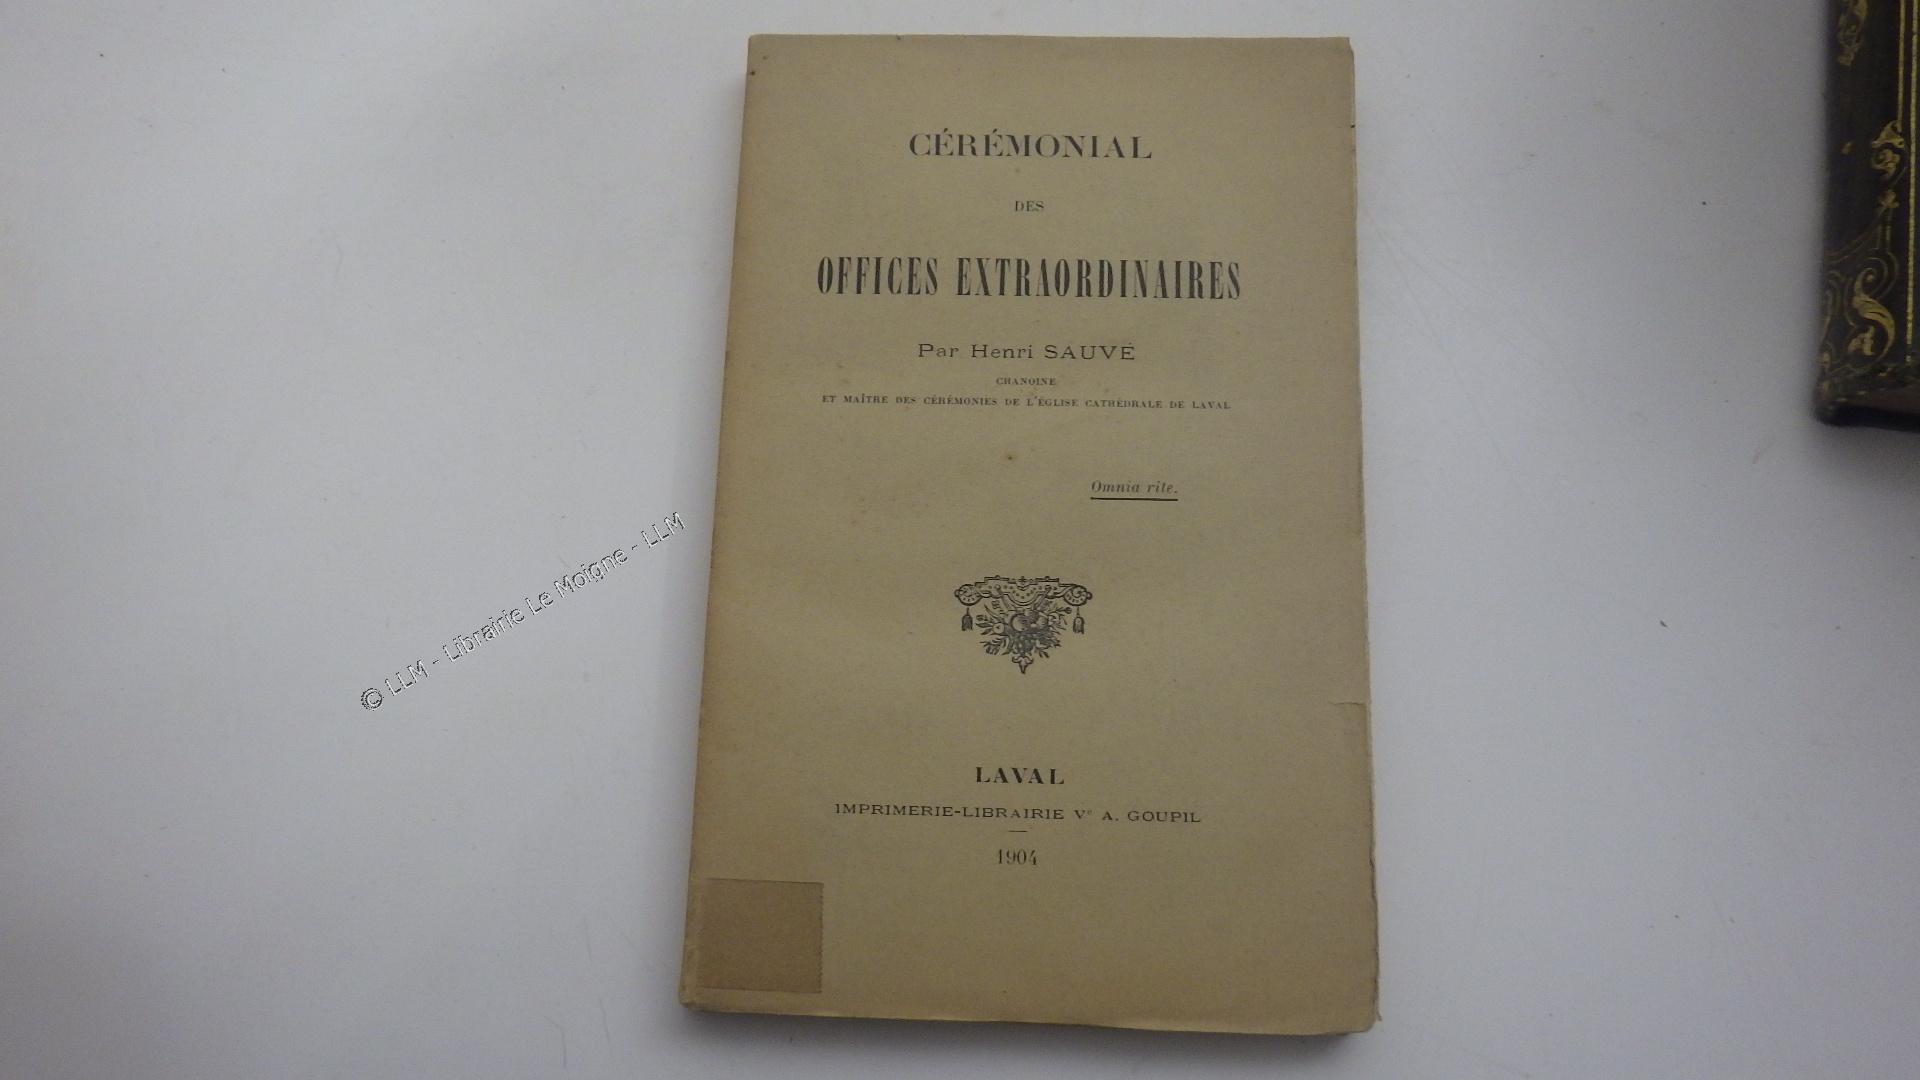 CÉRÉMONIAL
DES
OFFICES EXTRAORDINAIRES
Par Henri SAUVÉ
CHANOINE
ET MAÎTRE DES CÉRÉMONIES DE L'ÉGLISE CATHÉDRALE DE LAVAL
Omnia rite.
LAVAL
IMPRIMERIE-LIBRAIRIE Vᵉ A. GOUPIL
1904
© LLM - Librairie Le Moigne - LLM